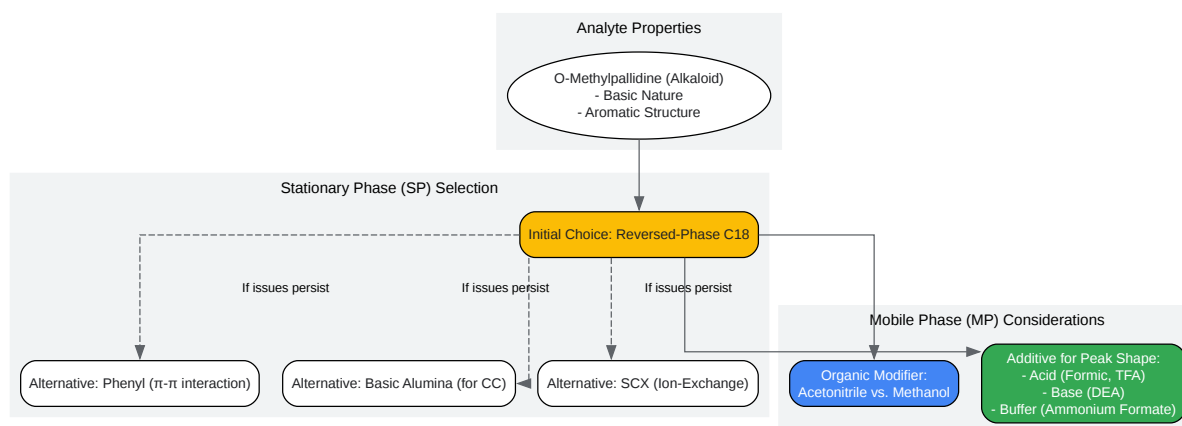 Analyte Properties
O-Methylpallidine (Alkaloid)
- Basic Nature
- Aromatic Structure
Stationary Phase (SP) Selection
Initial Choice: Reversed-Phase C18
If issues persist
If issues persist
If issues persist
Mobile Phase (MP) Considerations
Alternative: Phenyl (π-π interaction)
Alternative: Basic Alumina (for CC)
Alternative: SCX (Ion-Exchange)
Organic Modifier:
Acetonitrile vs. Methanol
Additive for Peak Shape:
- Acid (Formic, TFA)
- Base (DEA)
- Buffer (Ammonium Formate)